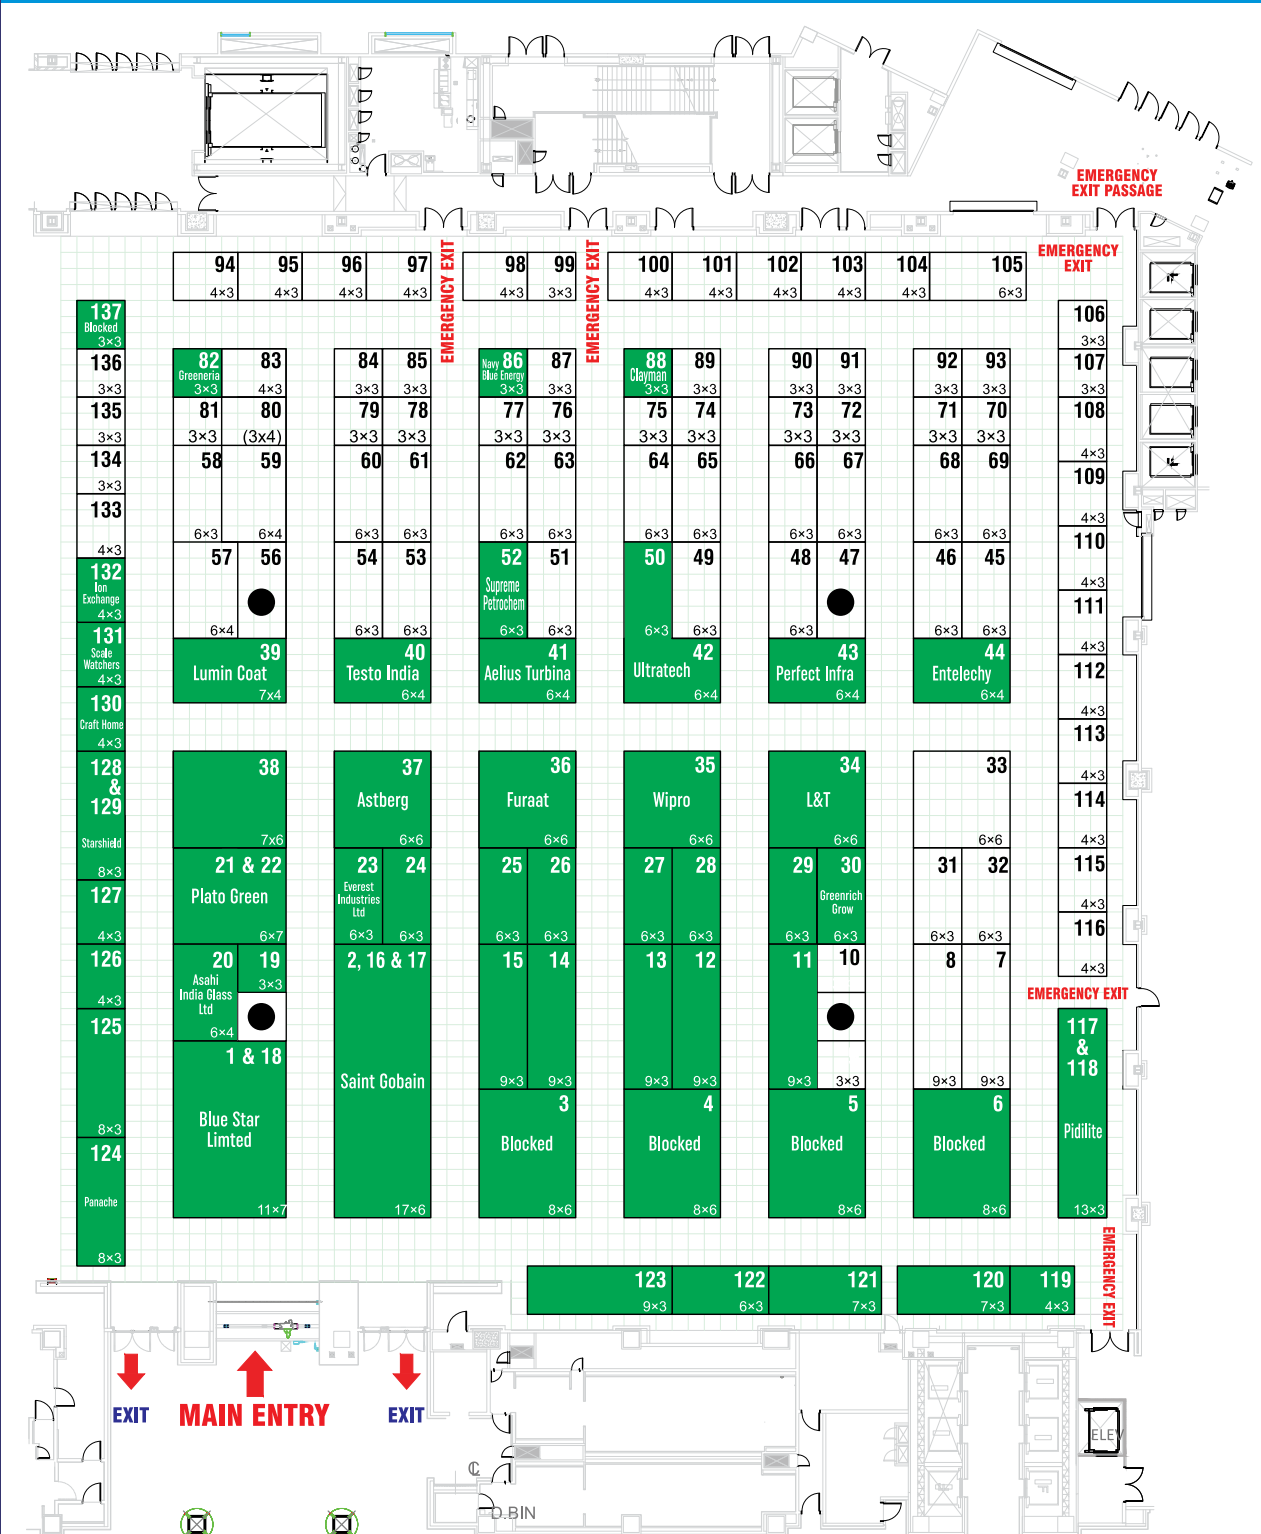 EMERGENCY
EXIT PASSAGE
EMERGENCY
EXIT
EMERGENCY EXIT
EMERGENCY EXIT
94 95 96 97 98 99 100 101 102 103 104 105
4×3 4×3 4×3 4×3 4×3 3×3 4×3 4×3 4×3 4×3 4×3 6×3
137
Blocked
3×3
136
3×3
135
3×3
134
3×3
133
4×3
132
Ion
Exchange
4×3
131
Scale
Watchers
4×3
130
Craft Home
4×3
128
&
129
Starshield
8×3
127
4×3
126
4×3
125
8×3
124
Panache
8×3
82
Greeneria
3×3
83
4×3
84 85
3×3 3×3
Navy 86
Blue Energy
3×3
87
3×3
88
Clayman
3×3
89
3×3
90 91
3×3 3×3
92 93
3×3 3×3
81 80 79 78 77 76 75 74 73 72 71 70
3×3 (3x4) 3×3 3×3 3×3 3×3 3×3 3×3 3×3 3×3 3×3 3×3
58 59 60 61 62 63 64 65 66 67 68 69
6×3 6×4 6×3 6×3 6×3 6×3 6×3 6×3 6×3 6×3 6×3 6×3
57 56
6×4
54 53
6×3 6×3
52
Supreme
Petrochem
6×3
51
6×3
50
6×3
49
6×3
48 47
6×3
46 45
6×3 6×3
39
Lumin Coat
7x4
40
Testo India
6×4
41
Aelius Turbina
6×4
42
Ultratech
6×4
43
Perfect Infra
6×4
44
Entelechy
6×4
38
7x6
37
Astberg
6×6
36
Furaat
6×6
35
Wipro
6×6
34
L&T
6×6
33
6×6
21 & 22
Plato Green
6×7
23
Everest
Industries
Ltd
6×3
24
6×3
25 26
6×3 6×3
27 28
6×3 6×3
29
6×3
30
Greenrich
Grow
6×3
31 32
6×3 6×3
20
Asahi
India Glass
Ltd
6×4
19
3×3
2, 16 & 17
Saint Gobain
17×6
15 14
9×3 9×3
13 12
9×3 9×3
11
9×3
10
3×3
8 7
9×3 9×3
1 & 18
Blue Star
Limted
11×7
3
Blocked
8×6
4
Blocked
8×6
5
Blocked
8×6
6
Blocked
8×6
106
3×3
107
3×3
108
4×3
109
4×3
110
4×3
111
4×3
112
4×3
113
4×3
114
4×3
115
4×3
116
4×3
EMERGENCY EXIT
117
&
118
Pidilite
13×3
EMERGENCY EXIT
123 122 121 120 119
9×3 6×3 7×3 7×3 4×3
EXIT
MAIN ENTRY
EXIT
ELEV
D.BIN